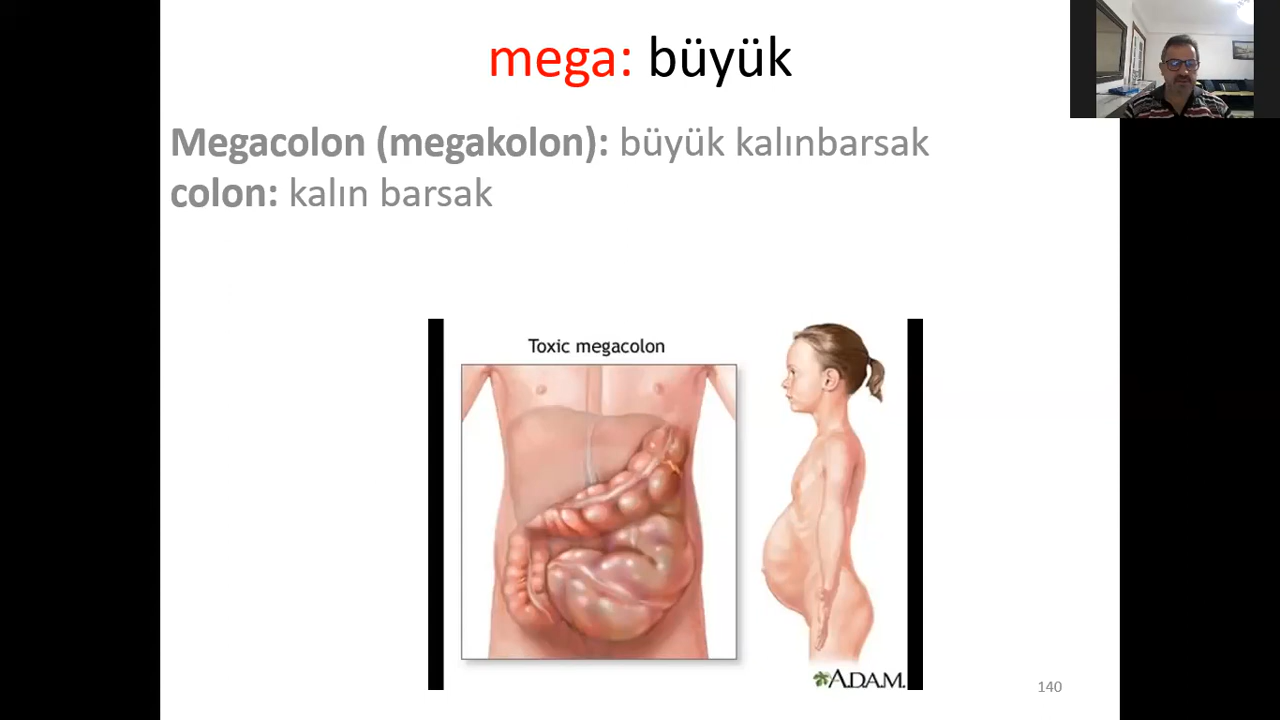 mega: büyük
Megacolon (megakolon): büyük kalınbarsak
colon: kalın barsak
Toxic megacolon
A.D.A.M.
140